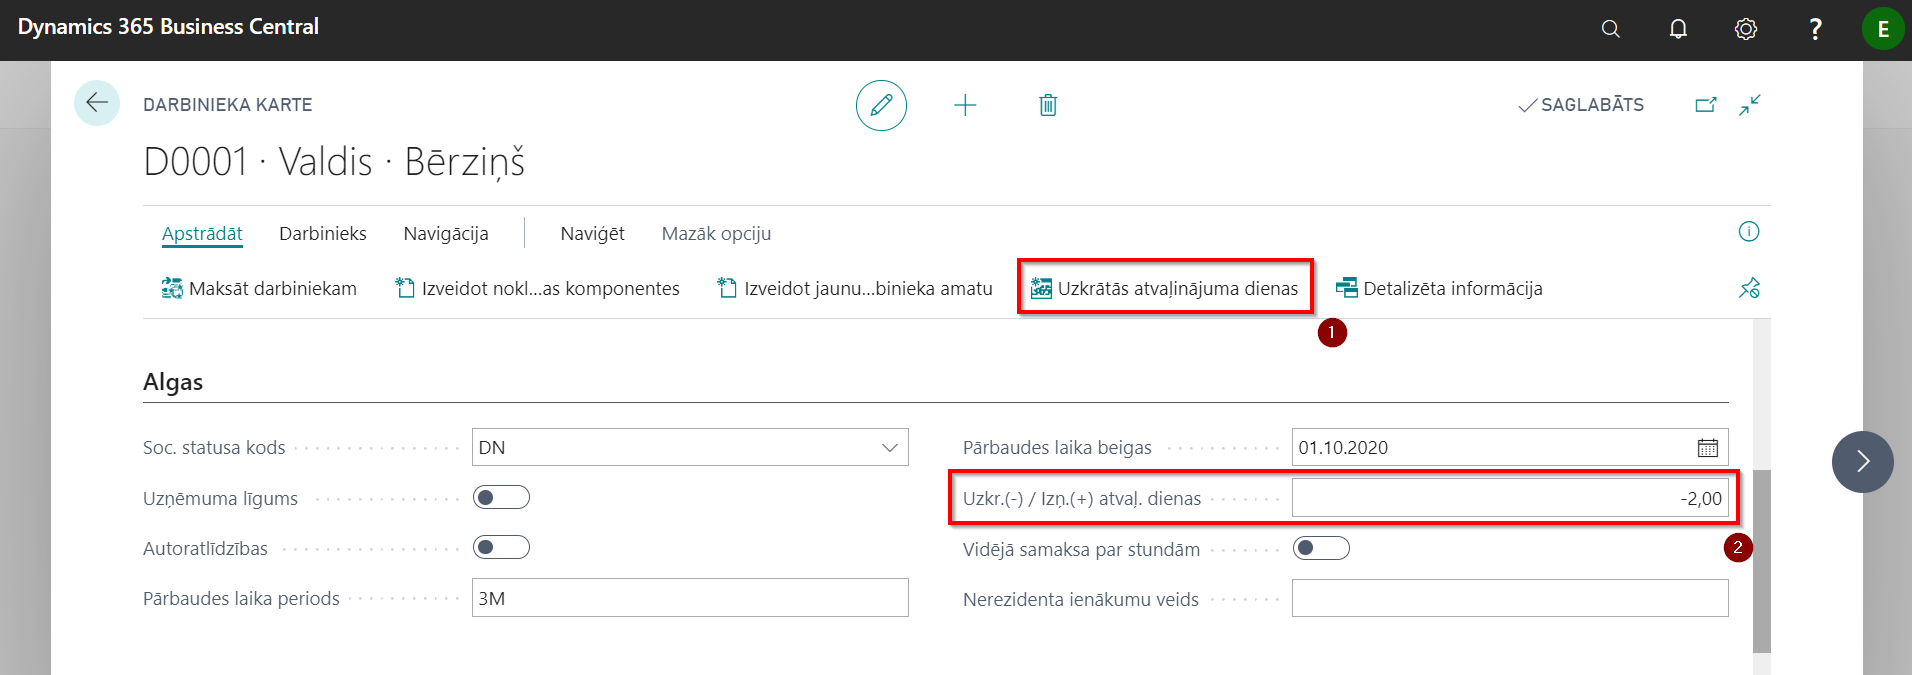 Dynamics 365 Business Central
?
E
DARBINIEKA KARTE
SAGLABĀTS
D0001 · Valdis · Bērziņš
Apstrādāt Darbinieks Navigācija Naviģēt Mazāk opciju
Maksāt darbiniekam Izveidot nokl...as komponentes Izveidot jaunu...binieka amatu Uzkrātās atvaļinājuma dienas Detalizēta informācija
1
Algas
Soc. statusa kods DN Pārbaudes laika beigas 01.10.2020
Uzņēmuma līgums Uzkr.(-) / Izņ.(+) atvaļ. dienas -2,00
Autoratlīdzības Vidējā samaksa par stundām 2
Pārbaudes laika periods 3M Nerezidenta ienākumu veids